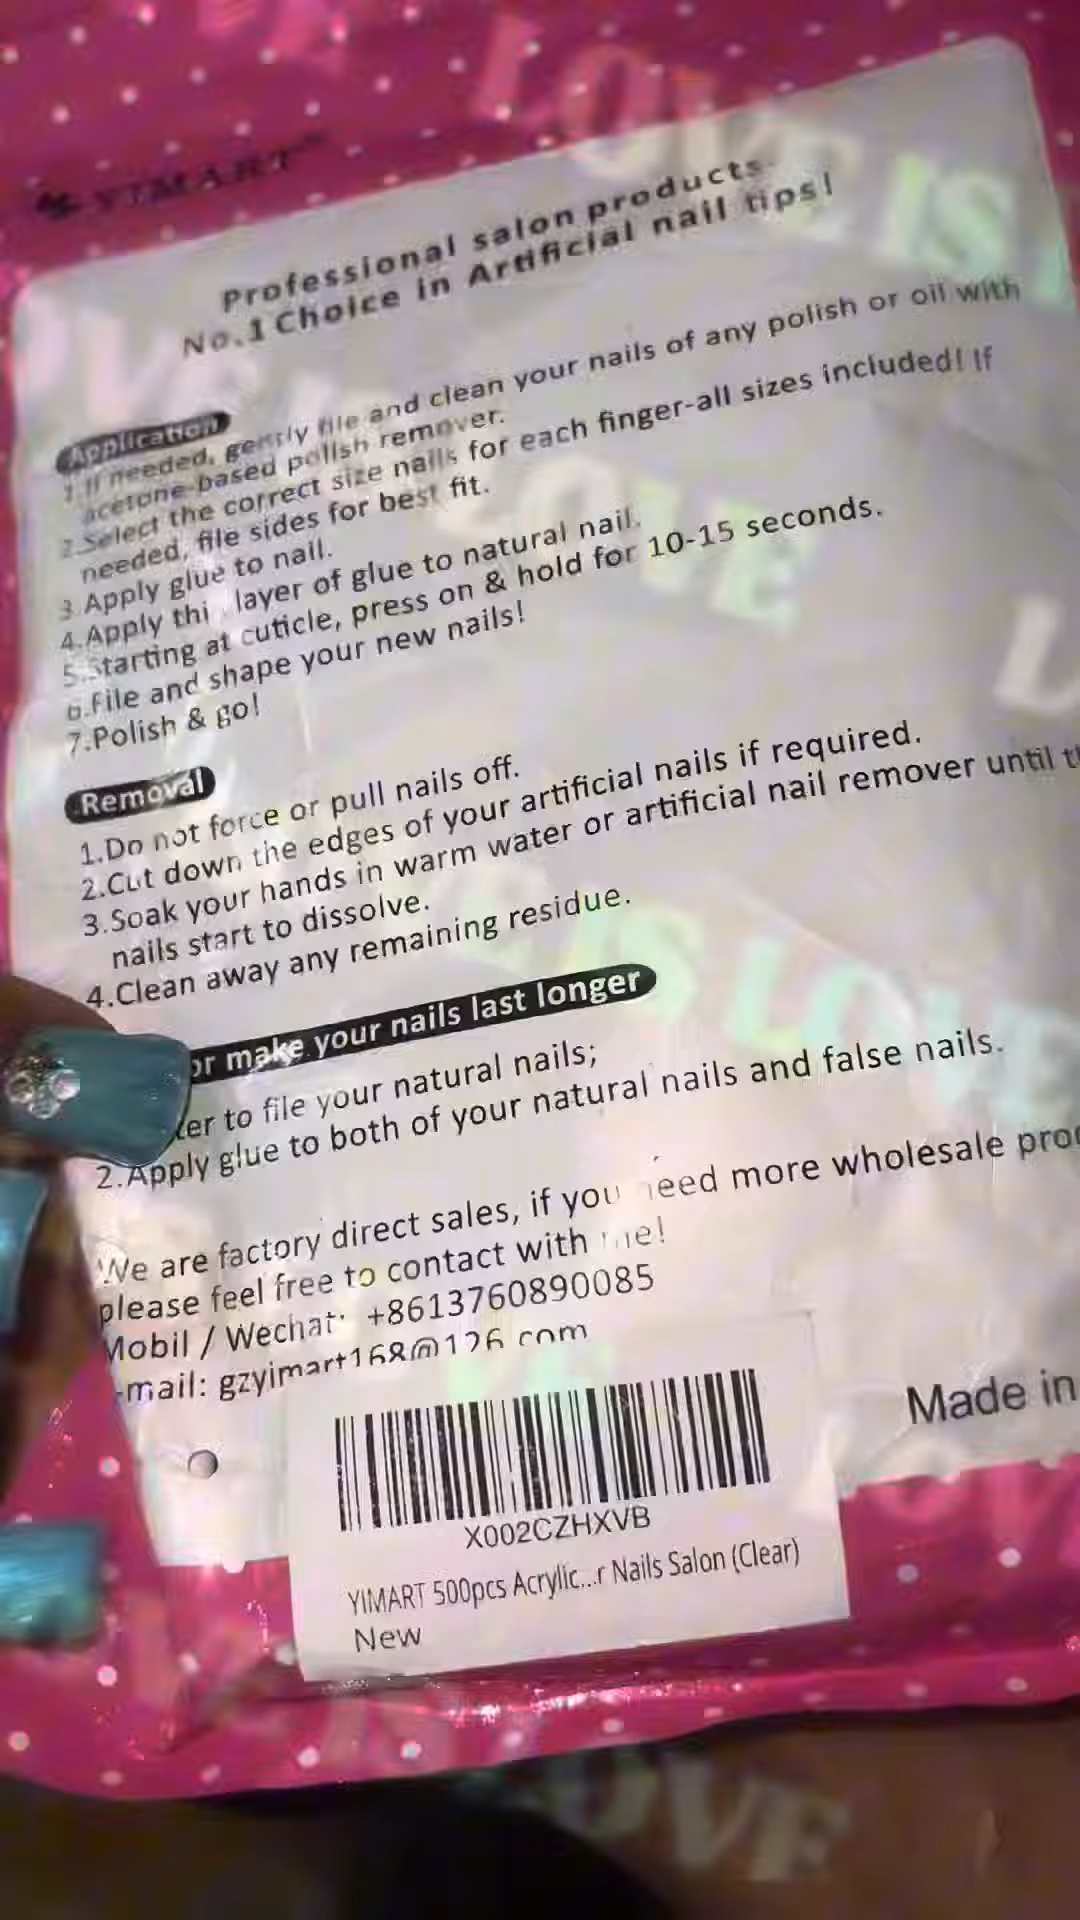 YIMART
Professional salon products
No.1 Choice in Artificial nail tips!
Application
1.If needed, gently file and clean your nails of any polish or oil with
acetone-based polish remover.
2.Select the correct size nails for each finger-all sizes included! If
needed, file sides for best fit.
3.Apply glue to nail.
4.Apply thi layer of glue to natural nail.
5.Starting at cuticle, press on & hold for 10-15 seconds.
6.File and shape your new nails!
7.Polish & go!
Removal
1.Do not force or pull nails off.
2.Cut down the edges of your artificial nails if required.
3.Soak your hands in warm water or artificial nail remover until
nails start to dissolve.
4.Clean away any remaining residue.
or make your nails last longer
to file your natural nails;
2.Apply glue to both of your natural nails and false nails.
We are factory direct sales, if you need more wholesale
please feel free to contact with me!
Mobil / Wechat: +8613760890085
-mail: gzyimart168@126.com
Made in
X002CZHXVB
YIMART 500pcs Acrylic...r Nails Salon (Clear)
New
LOVE IS
LOVE
LOVE
IS LOVE
LOVE